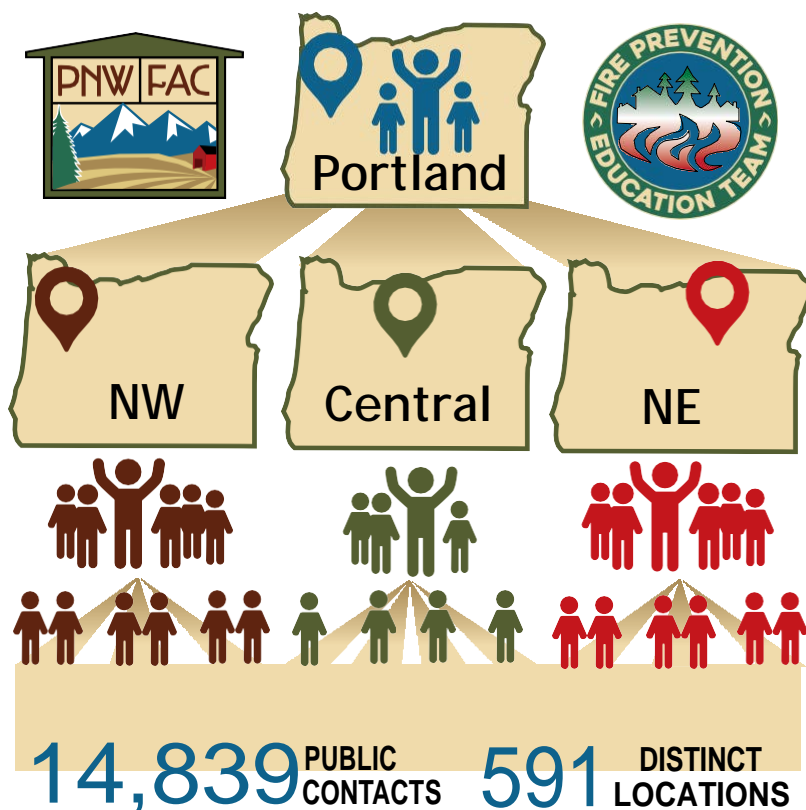 PNW FAC
Portland
FIRE PREVENTION
EDUCATION TEAM
NW
Central
NE
14,839 PUBLIC
CONTACTS
591 DISTINCT
LOCATIONS